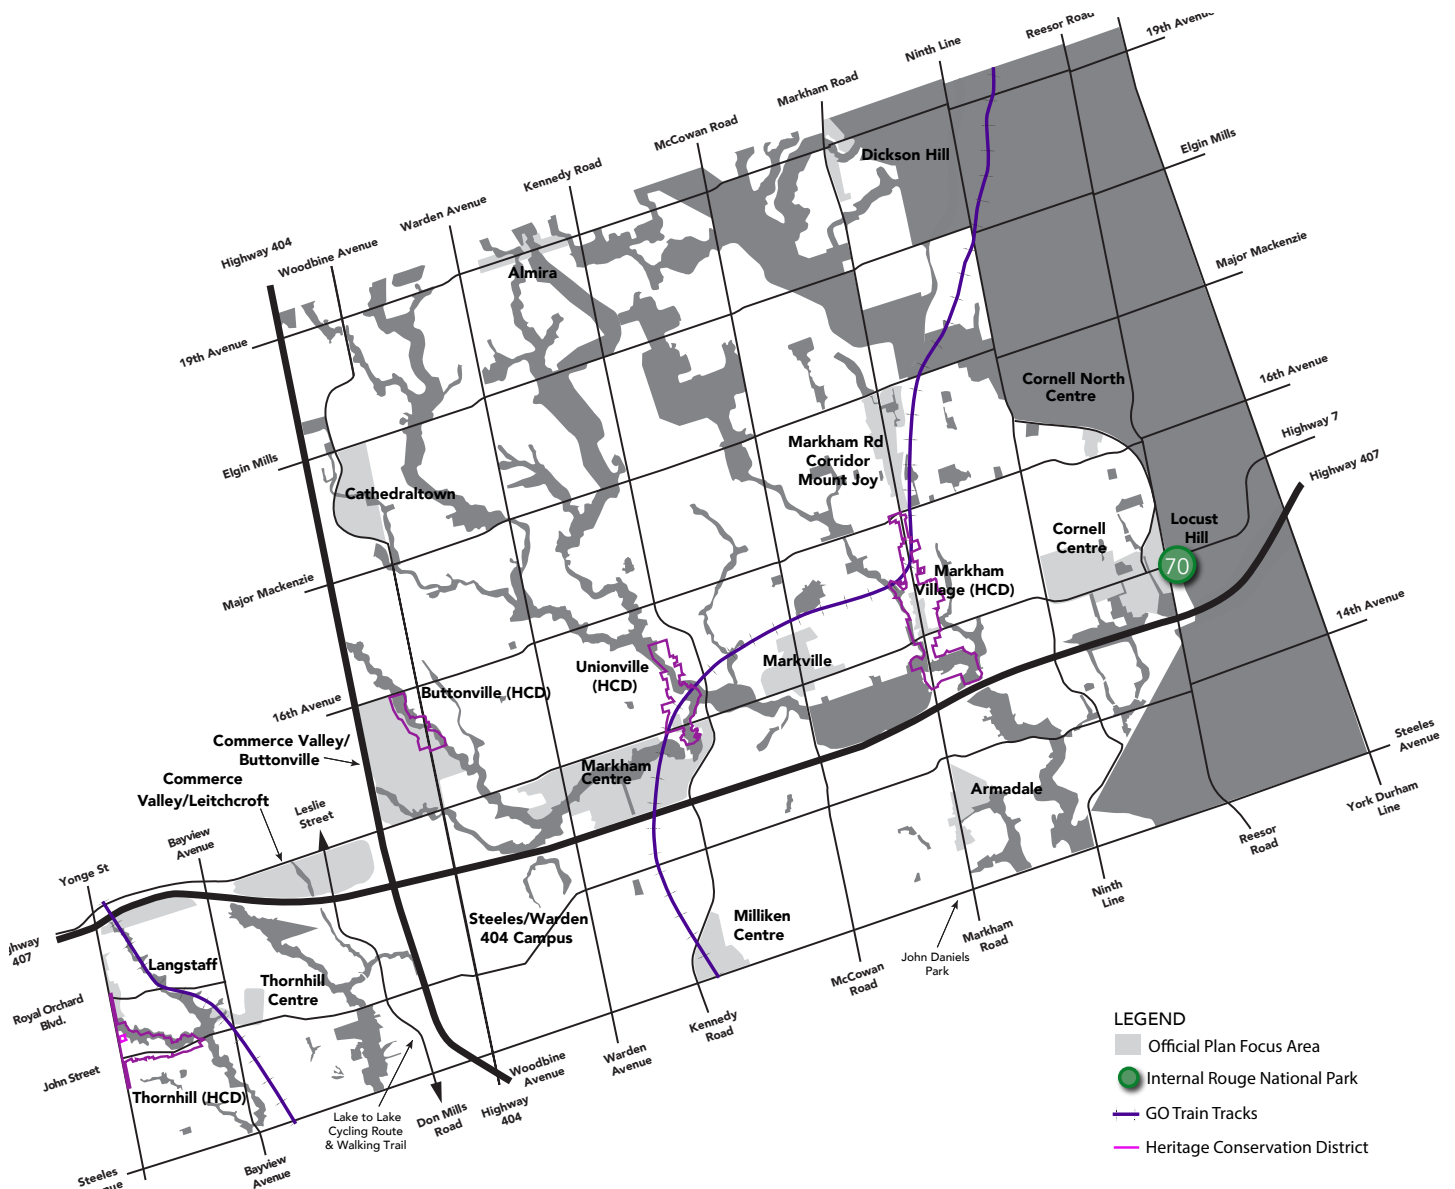 Reesor Road
19th Avenue
Ninth Line
Markham Road
Elgin Mills
McCowan Road
Dickson Hill
Kennedy Road
Warden Avenue
Highway 404
Woodbine Avenue
Major Mackenzie
Almira
19th Avenue
16th Avenue
Cornell North
Centre
Highway 7
Markham Rd
Corridor
Mount Joy
Highway 407
Elgin Mills
Cathedraltown
Locust
Hill
Cornell
Centre
70
Major Mackenzie
Markham
Village (HCD)
14th Avenue
Unionville
(HCD)
Markville
Buttonville (HCD)
16th Avenue
Steeles
Avenue
Commerce Valley/
Buttonville
Markham
Centre
Commerce
Valley/Leitchcroft
Armadale
York Durham
Line
Leslie
Street
Bayview
Avenue
Reesor
Road
Yonge St
Ninth
Line
Steeles/Warden
404 Campus
Milliken
Centre
Markham
Road
John Daniels
Park
hway
407
Langstaff
Thornhill
Centre
McCowan
Road
Royal Orchard
Blvd.
Kennedy
Road
LEGEND
Official Plan Focus Area
Internal Rouge National Park
GO Train Tracks
Heritage Conservation District
Warden
Avenue
Woodbine
Avenue
John Street
Thornhill (HCD)
Highway
404
Don Mills
Road
Lake to Lake
Cycling Route
& Walking Trail
Bayview
Avenue
Steeles
nue